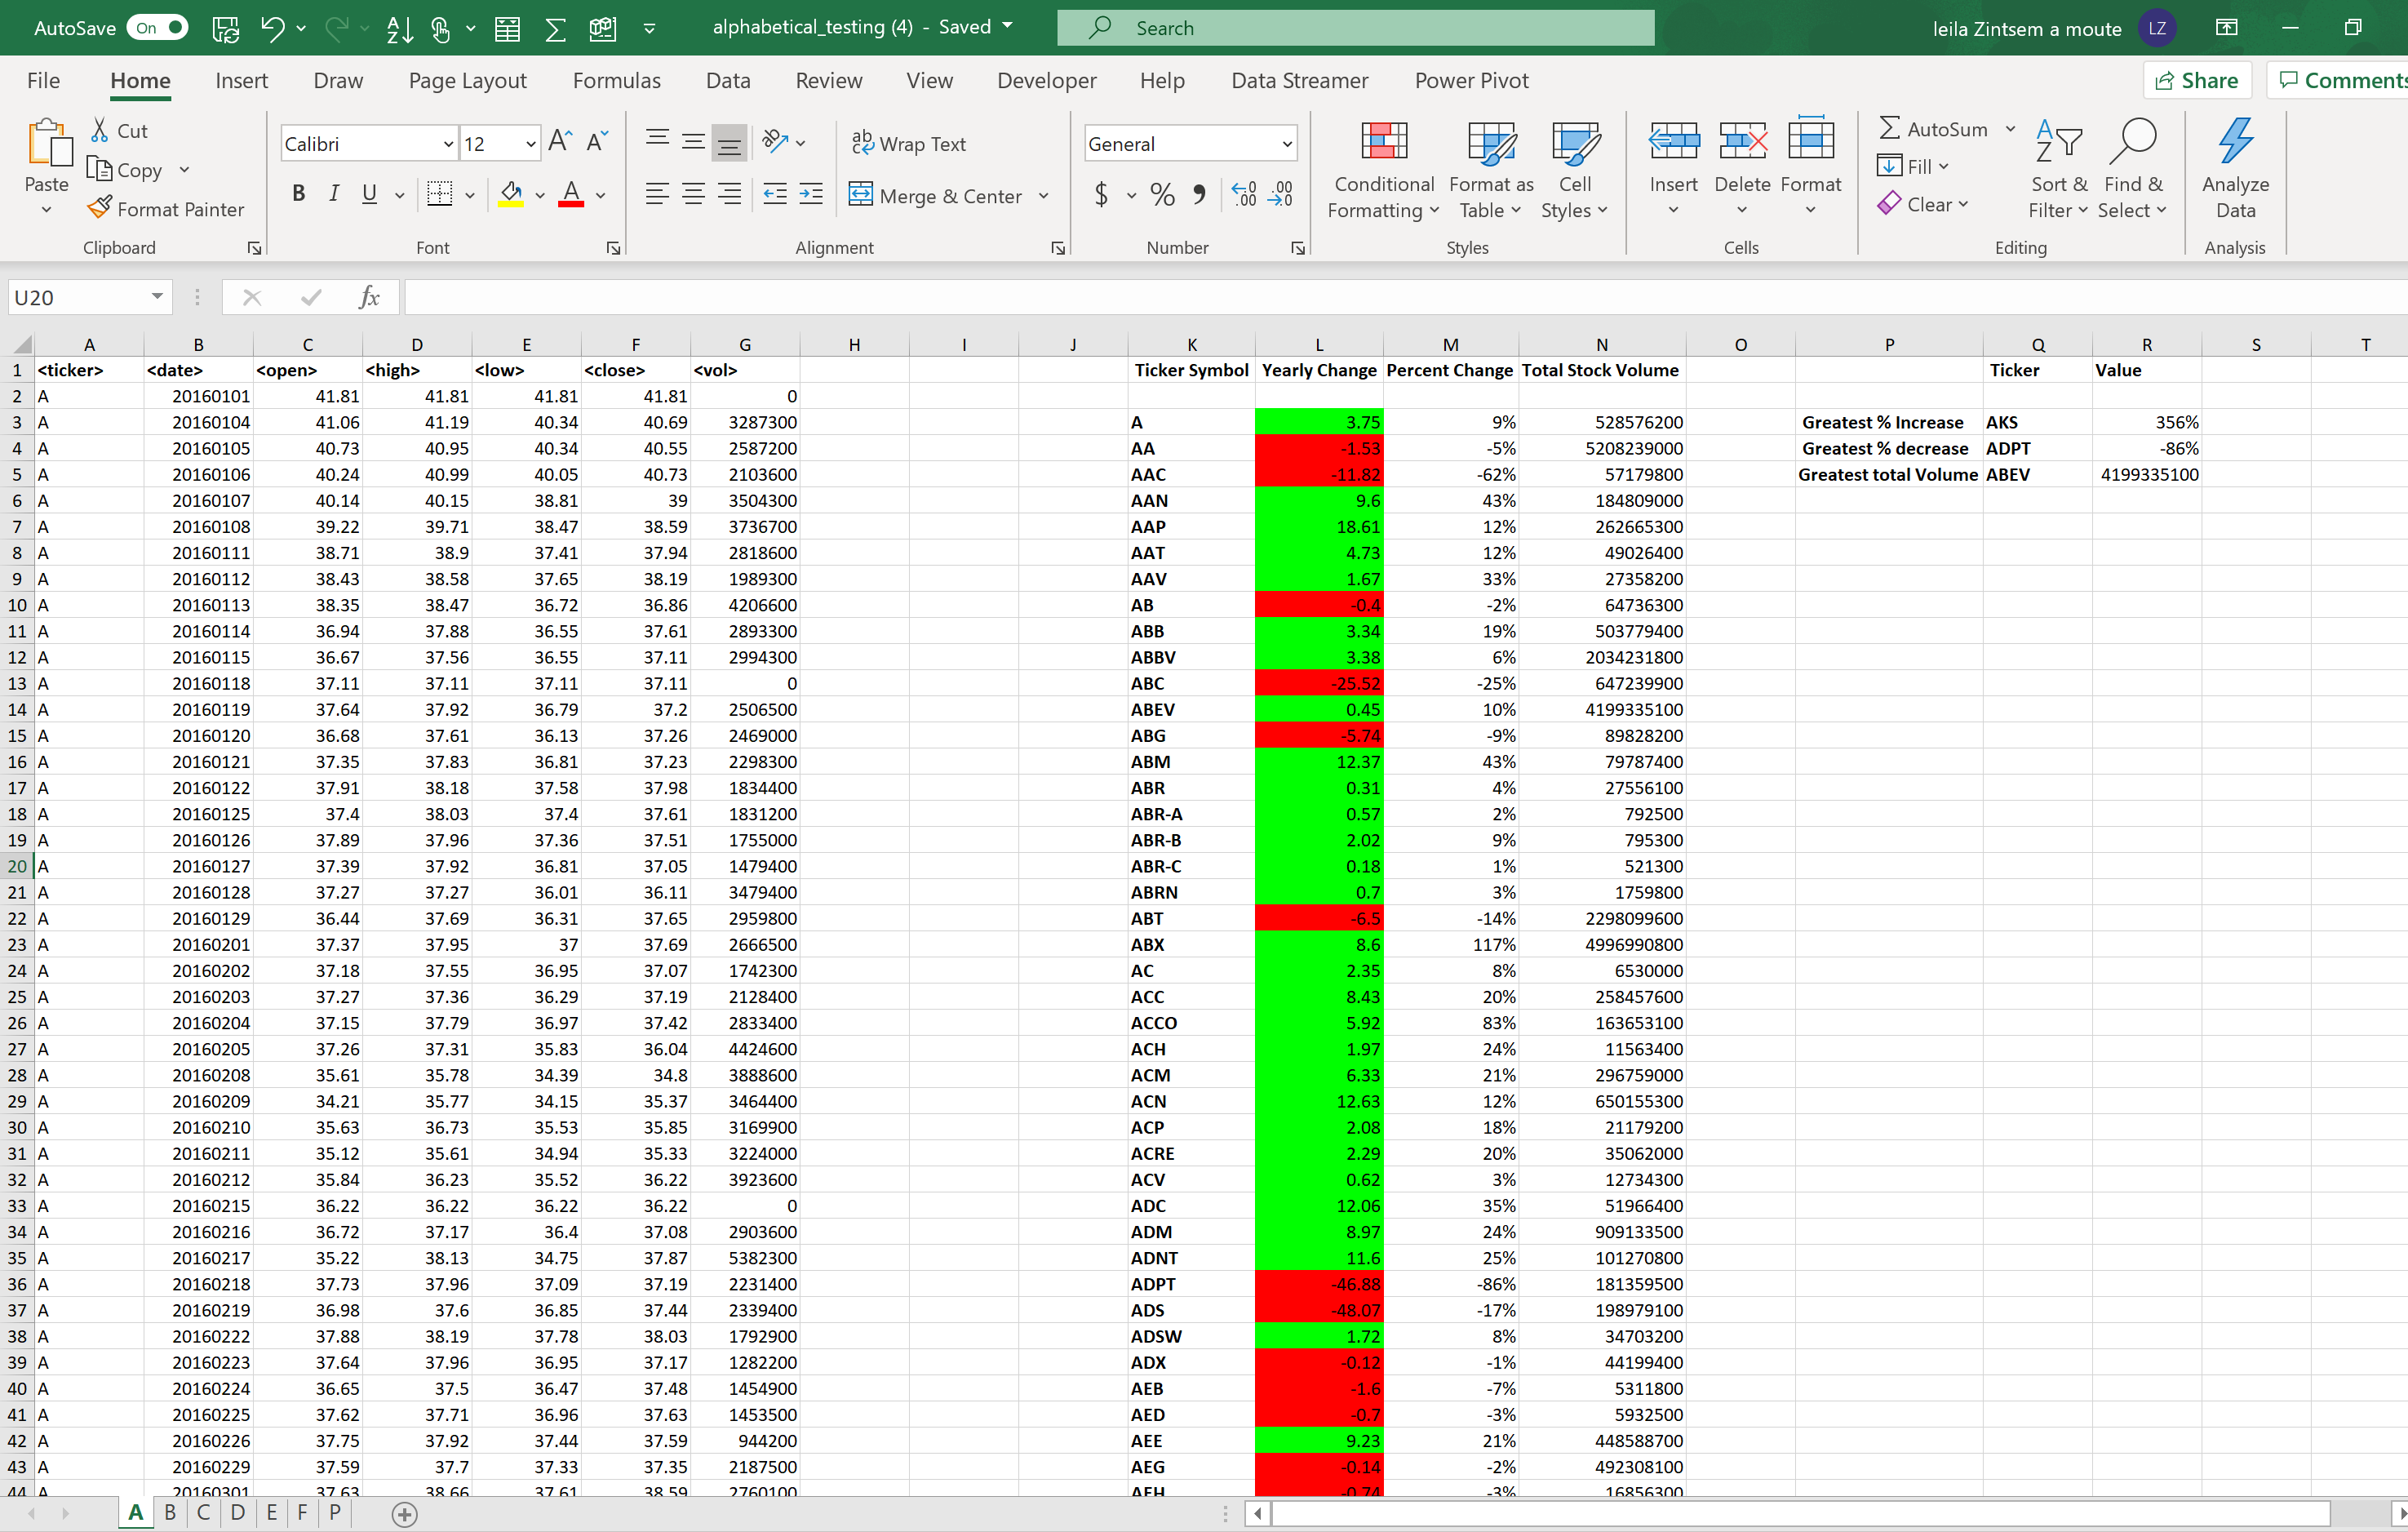 AutoSave On alphabetical_testing (4) - Saved Search leila Zintsem a moute LZ
File Home Insert Draw Page Layout Formulas Data Review View Developer Help Data Streamer Power Pivot Share Comments
Paste Cut Copy Format Painter Clipboard
Calibri 12 B I U A Font
Wrap Text Merge & Center Alignment
General $ % Number
Conditional Formatting Format as Table Cell Styles Styles
Insert Delete Format Cells
AutoSum Fill Clear Sort & Filter Find & Select Editing
Analyze Data Analysis
U20 fx
A B C D E F G H I J K L M N O P Q R S T
1 <ticker> <date> <open> <high> <low> <close> <vol> Ticker Symbol Yearly Change Percent Change Total Stock Volume Ticker Value
2 A 20160101 41.81 41.81 41.81 41.81 0
3 A 20160104 41.06 41.19 40.34 40.69 3287300 A 3.75 9% 528576200 Greatest % Increase AKS 356%
4 A 20160105 40.73 40.95 40.34 40.55 2587200 AA -1.53 -5% 5208239000 Greatest % decrease ADPT -86%
5 A 20160106 40.24 40.99 40.05 40.73 2103600 AAC -11.82 -62% 57179800 Greatest total Volume ABEV 4199335100
6 A 20160107 40.14 40.15 38.81 39 3504300 AAN 9.6 43% 184809000
7 A 20160108 39.22 39.71 38.47 38.59 3736700 AAP 18.61 12% 262665300
8 A 20160111 38.71 38.9 37.41 37.94 2818600 AAT 4.73 12% 49026400
9 A 20160112 38.43 38.58 37.65 38.19 1989300 AAV 1.67 33% 27358200
10 A 20160113 38.35 38.47 36.72 36.86 4206600 AB -0.4 -2% 64736300
11 A 20160114 36.94 37.88 36.55 37.61 2893300 ABB 3.34 19% 503779400
12 A 20160115 36.67 37.56 36.55 37.11 2994300 ABBV 3.38 6% 2034231800
13 A 20160118 37.11 37.11 37.11 37.11 0 ABC -25.52 -25% 647239900
14 A 20160119 37.64 37.92 36.79 37.2 2506500 ABEV 0.45 10% 4199335100
15 A 20160120 36.68 37.61 36.13 37.26 2469000 ABG -5.74 -9% 89828200
16 A 20160121 37.35 37.83 36.81 37.23 2298300 ABM 12.37 43% 79787400
17 A 20160122 37.91 38.18 37.58 37.98 1834400 ABR 0.31 4% 27556100
18 A 20160125 37.4 38.03 37.4 37.61 1831200 ABR-A 0.57 2% 792500
19 A 20160126 37.89 37.96 37.36 37.51 1755000 ABR-B 2.02 9% 795300
20 A 20160127 37.39 37.92 36.81 37.05 1479400 ABR-C 0.18 1% 521300
21 A 20160128 37.27 37.27 36.01 36.11 3479400 ABRN 0.7 3% 1759800
22 A 20160129 36.44 37.69 36.31 37.65 2959800 ABT -6.5 -14% 2298099600
23 A 20160201 37.37 37.95 37 37.69 2666500 ABX 8.6 117% 4996990800
24 A 20160202 37.18 37.55 36.95 37.07 1742300 AC 2.35 8% 6530000
25 A 20160203 37.27 37.36 36.29 37.19 2128400 ACC 8.43 20% 258457600
26 A 20160204 37.15 37.79 36.97 37.42 2833400 ACCO 5.92 83% 163653100
27 A 20160205 37.26 37.31 35.83 36.04 4424600 ACH 1.97 24% 11563400
28 A 20160208 35.61 35.78 34.39 34.8 3888600 ACM 6.33 21% 296759000
29 A 20160209 34.21 35.77 34.15 35.37 3464400 ACN 12.63 12% 650155300
30 A 20160210 35.63 36.73 35.53 35.85 3169900 ACP 2.08 18% 21179200
31 A 20160211 35.12 35.61 34.94 35.33 3224000 ACRE 2.29 20% 35062000
32 A 20160212 35.84 36.23 35.52 36.22 3923600 ACV 0.62 3% 12734300
33 A 20160215 36.22 36.22 36.22 36.22 0 ADC 12.06 35% 51966400
34 A 20160216 36.72 37.17 36.4 37.08 2903600 ADM 8.97 24% 909133500
35 A 20160217 35.22 38.13 34.75 37.87 5382300 ADNT 11.6 25% 101270800
36 A 20160218 37.73 37.96 37.09 37.19 2231400 ADPT -46.88 -86% 181359500
37 A 20160219 36.98 37.6 36.85 37.44 2339400 ADS -48.07 -17% 198979100
38 A 20160222 37.88 38.19 37.78 38.03 1792900 ADSW 1.72 8% 34703200
39 A 20160223 37.64 37.96 36.95 37.17 1282200 ADX -0.12 -1% 44199400
40 A 20160224 36.65 37.5 36.47 37.48 1454900 AEB -1.6 -7% 5311800
41 A 20160225 37.62 37.71 36.96 37.63 1453500 AED -0.7 -3% 5932500
42 A 20160226 37.75 37.92 37.44 37.59 944200 AEE 9.23 21% 448588700
43 A 20160229 37.59 37.7 37.33 37.35 2187500 AEG -0.14 -2% 492308100
44 A 20160301 37.63 38.66 37.61 38.59 2760100 AEH -0.74 -3% 16856300
A B C D E F P